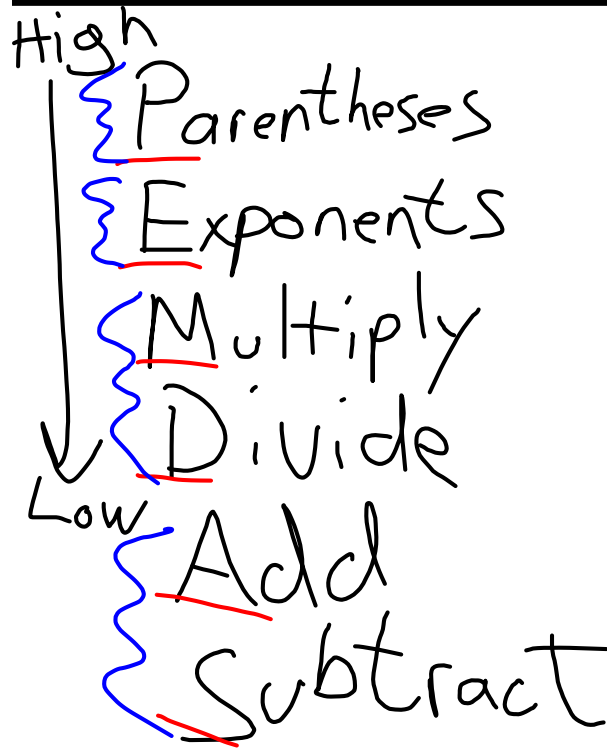 High
Parentheses
Exponents
Multiply
Divide
Low
Add
Subtract